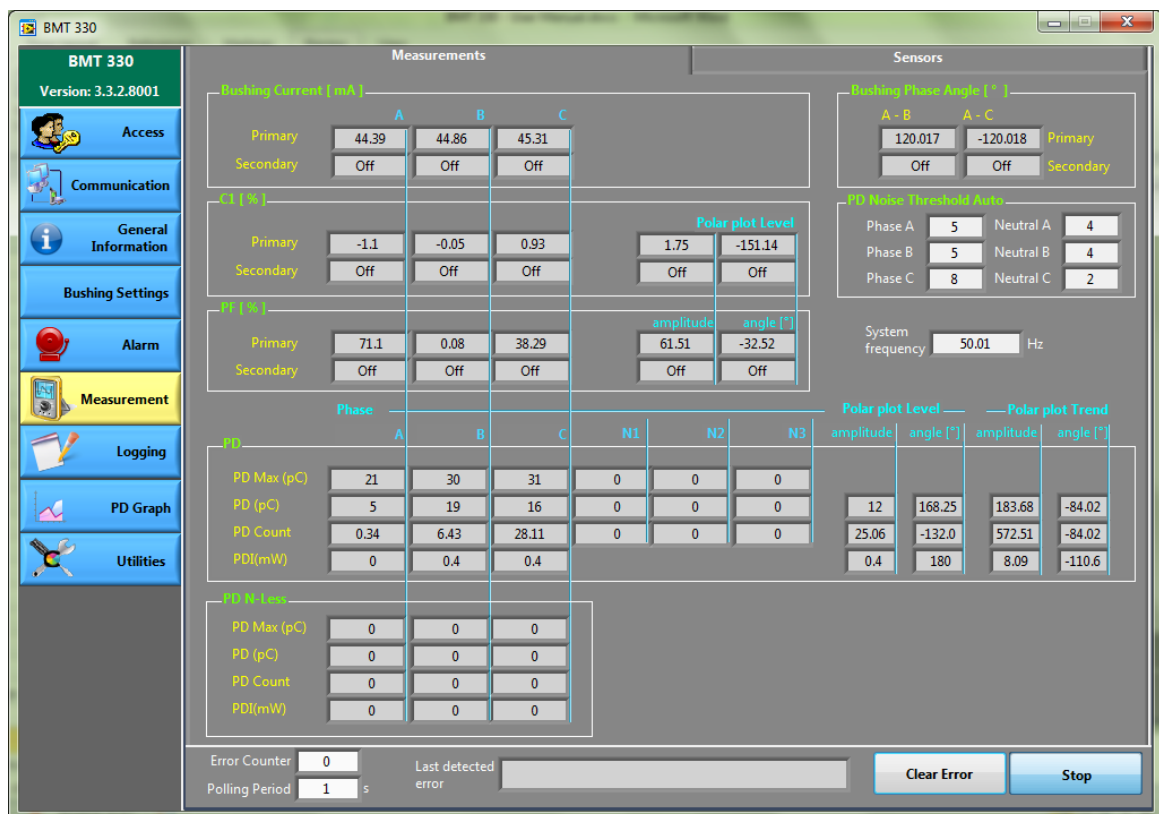 BMT 330
BMT 330
Version: 3.3.2.8001
Access
Communication
General
Information
Bushing Settings
Alarm
Measurement
Logging
PD Graph
Utilities
Measurements
Sensors
Bushing Current [ mA ]
A B C
Primary 44.39 44.86 45.31
Secondary Off Off Off
Bushing Phase Angle [ ° ]
A - B A - C
120.017 -120.018 Primary
Off Off Secondary
C1 [ % ]
Polar plot Level
Primary -1.1 -0.05 0.93 1.75 -151.14
Secondary Off Off Off Off Off
PD Noise Threshold Auto
Phase A 5 Neutral A 4
Phase B 5 Neutral B 4
Phase C 8 Neutral C 2
PF [ % ]
amplitude angle [°]
Primary 71.1 0.08 38.29 61.51 -32.52
Secondary Off Off Off Off Off
System
frequency 50.01 Hz
Phase Polar plot Level Polar plot Trend
A B C N1 N2 N3 amplitude angle [°] amplitude angle [°]
PD
PD Max (pC) 21 30 31 0 0 0
PD (pC) 5 19 16 0 0 0 12 168.25 183.68 -84.02
PD Count 0.34 6.43 28.11 0 0 0 25.06 -132.0 572.51 -84.02
PDI(mW) 0 0.4 0.4 0.4 180 8.09 -110.6
PD N-Less
PD Max (pC) 0 0 0
PD (pC) 0 0 0
PD Count 0 0 0
PDI(mW) 0 0 0
Error Counter 0
Polling Period 1 s
Last detected
error
Clear Error
Stop